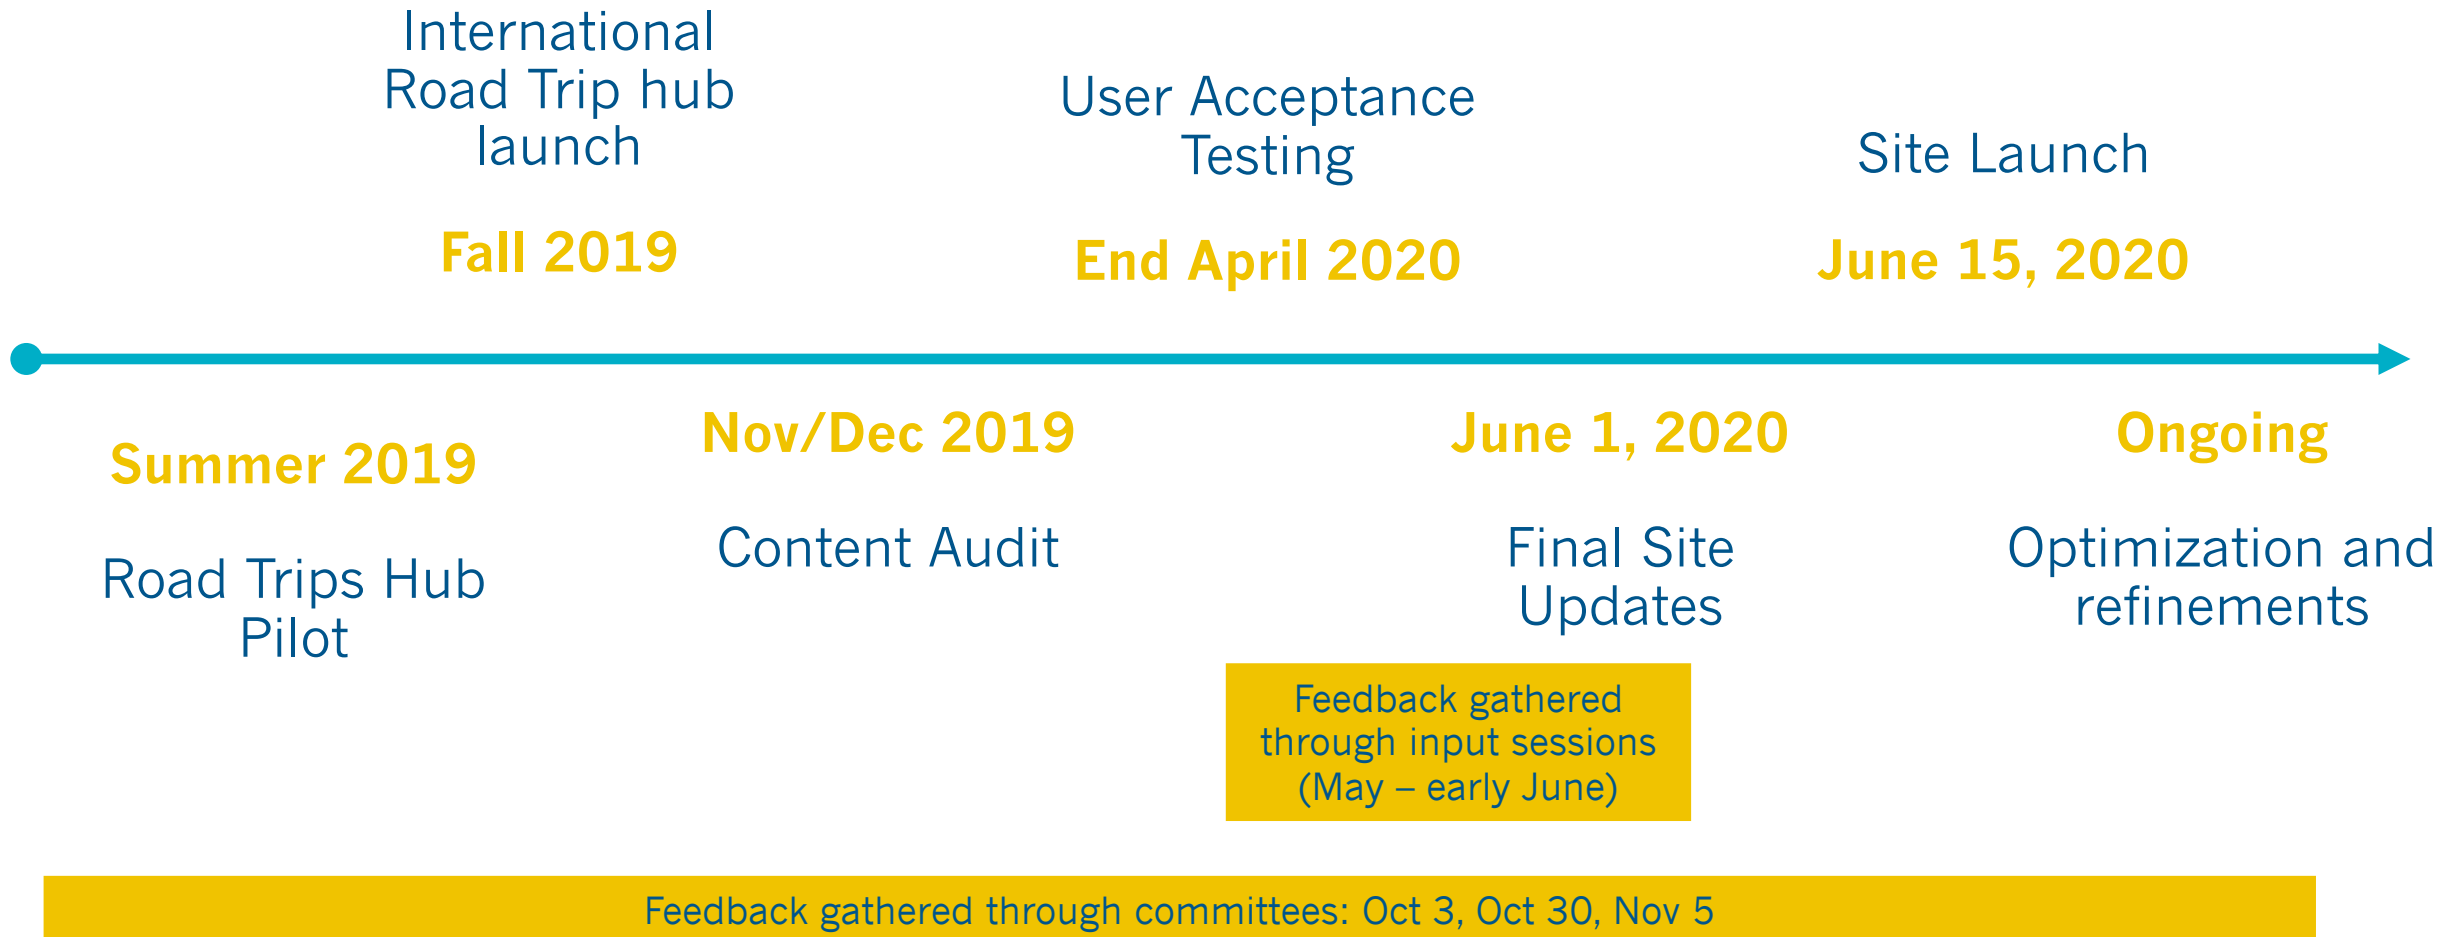 International
Road Trip hub
launch
Fall 2019
User Acceptance
Testing
End April 2020
Site Launch
June 15, 2020
Summer 2019
Road Trips Hub
Pilot
Nov/Dec 2019
Content Audit
June 1, 2020
Final Site
Updates
Ongoing
Optimization and
refinements
Feedback gathered
through input sessions
(May – early June)
Feedback gathered through committees: Oct 3, Oct 30, Nov 5